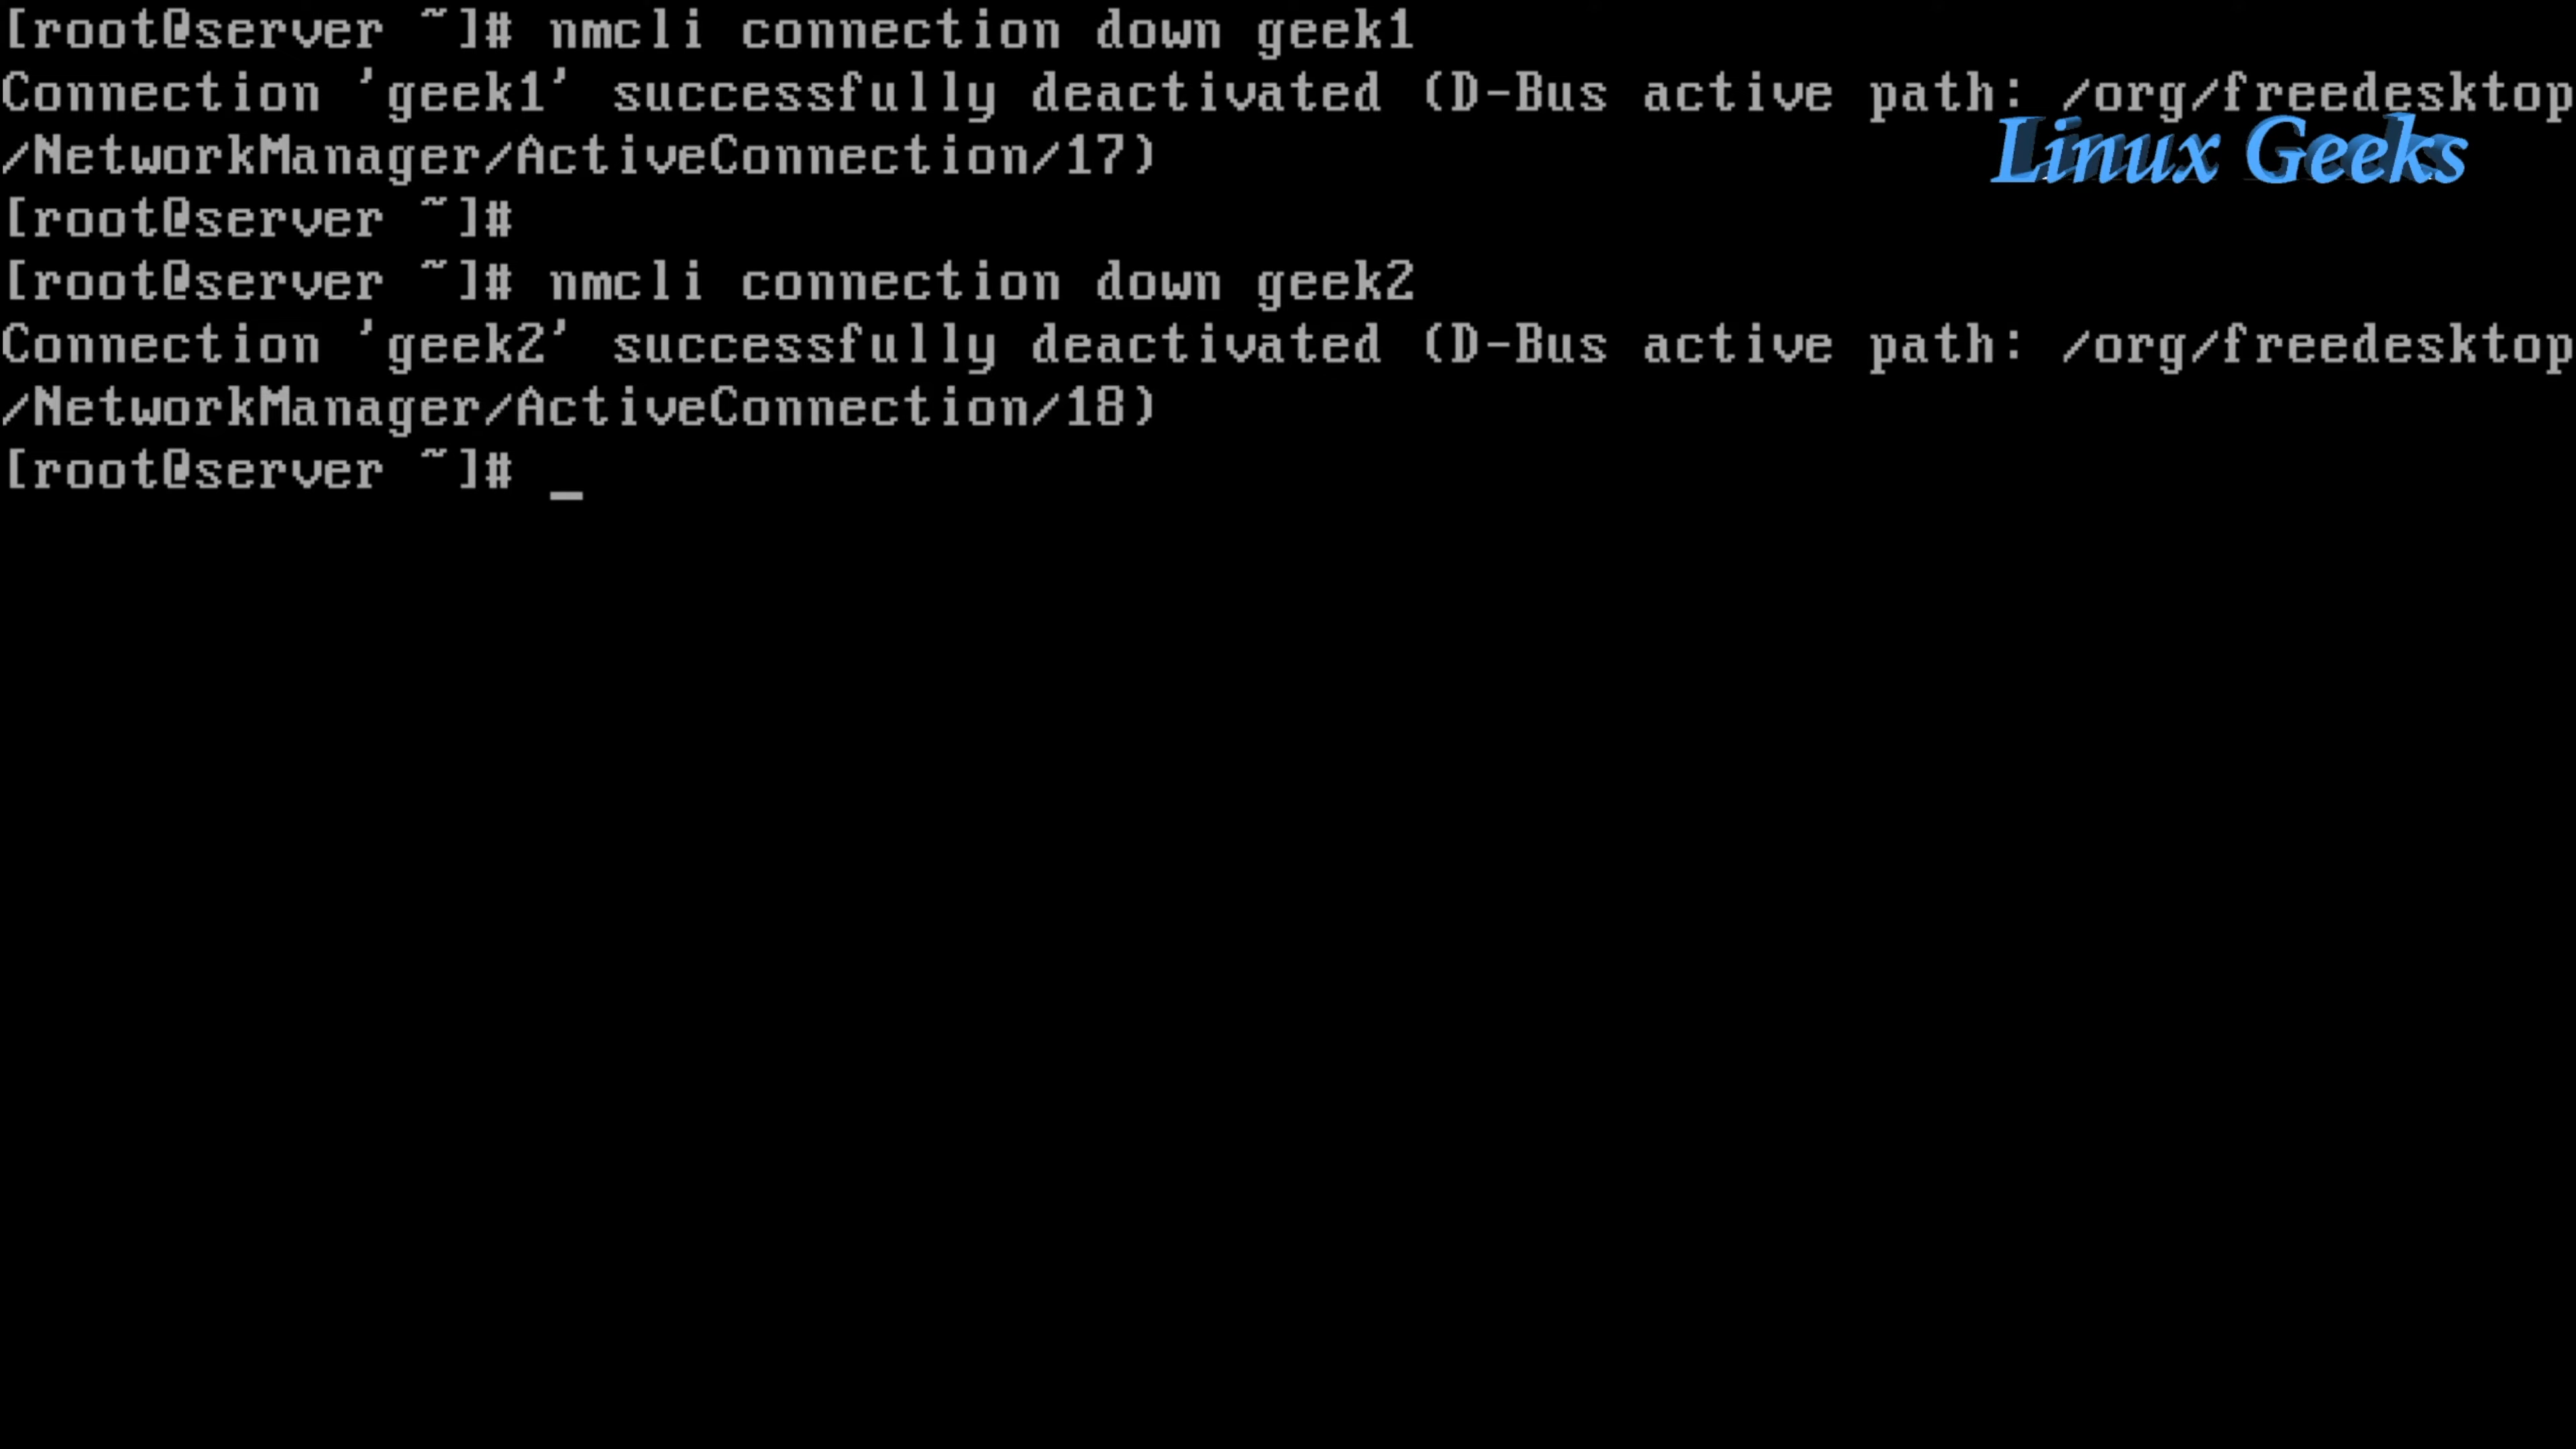 [root@server ~]# nmcli connection down geek1
Connection 'geek1' successfully deactivated (D-Bus active path: /org/freedesktop
/NetworkManager/ActiveConnection/17)
Linux Geeks
[root@server ~]#
[root@server ~]# nmcli connection down geek2
Connection 'geek2' successfully deactivated (D-Bus active path: /org/freedesktop
/NetworkManager/ActiveConnection/18)
[root@server ~]# _